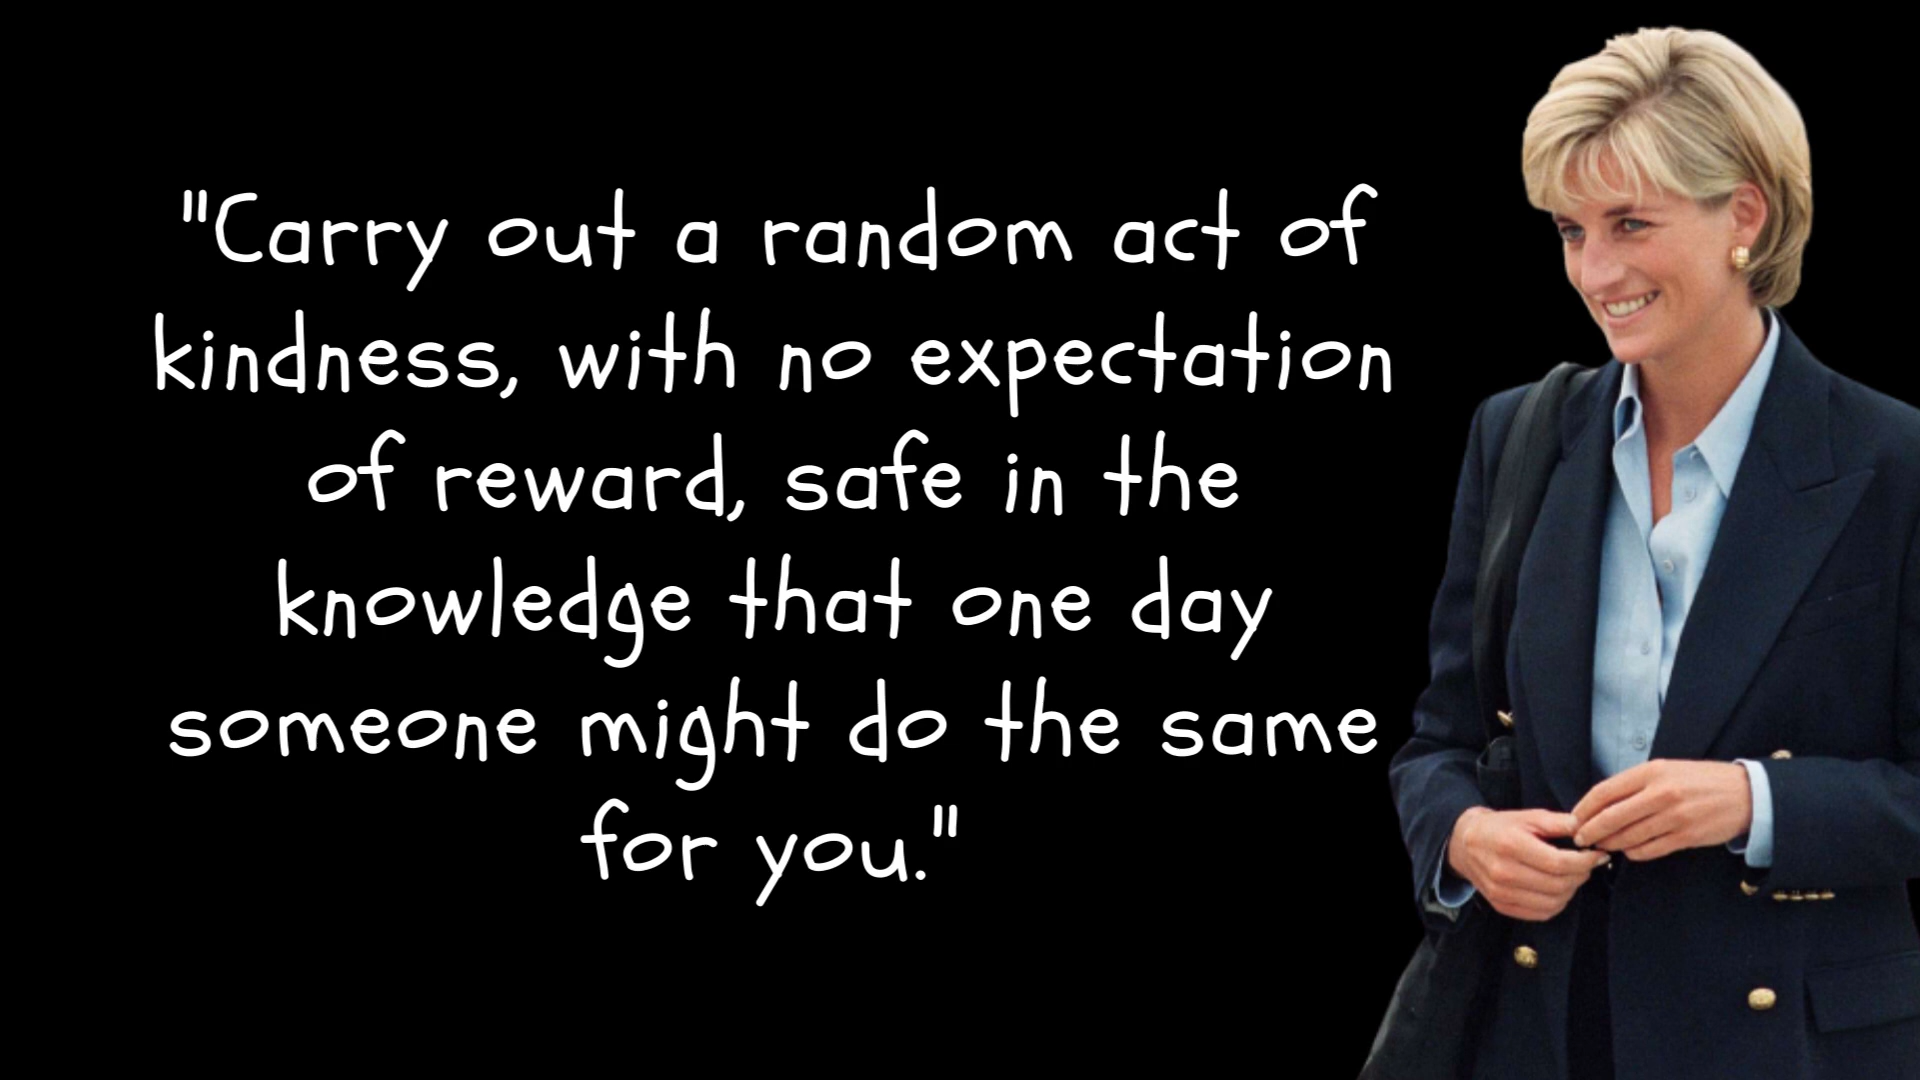 "Carry out a random act of
kindness, with no expectation
of reward, safe in the
knowledge that one day
someone might do the same
for you."